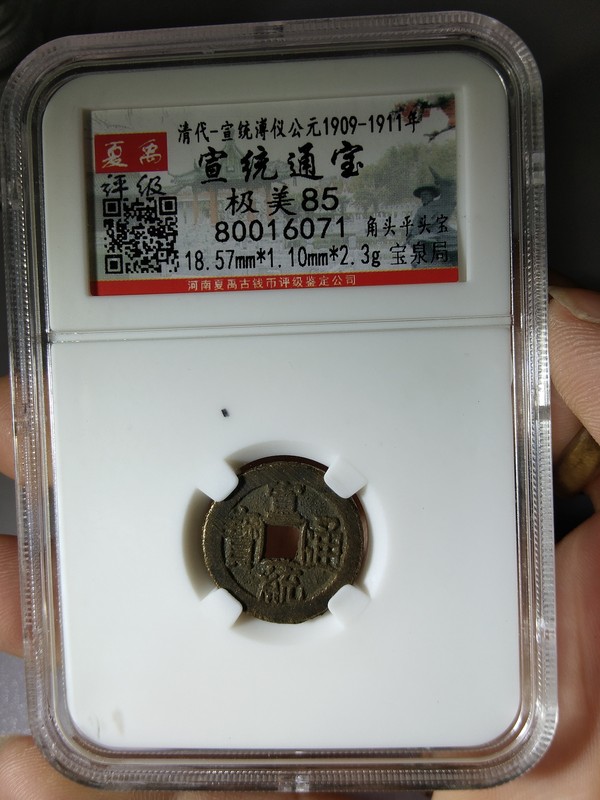 清代-宣统溥仪公元1909-1911年
夏禹
评级
宣统通宝
极美85
80016071 角头平头宝
18.57mm*1.10mm*2.3g 宝泉局
河南夏禹古钱币评级鉴定公司
宣統通寶